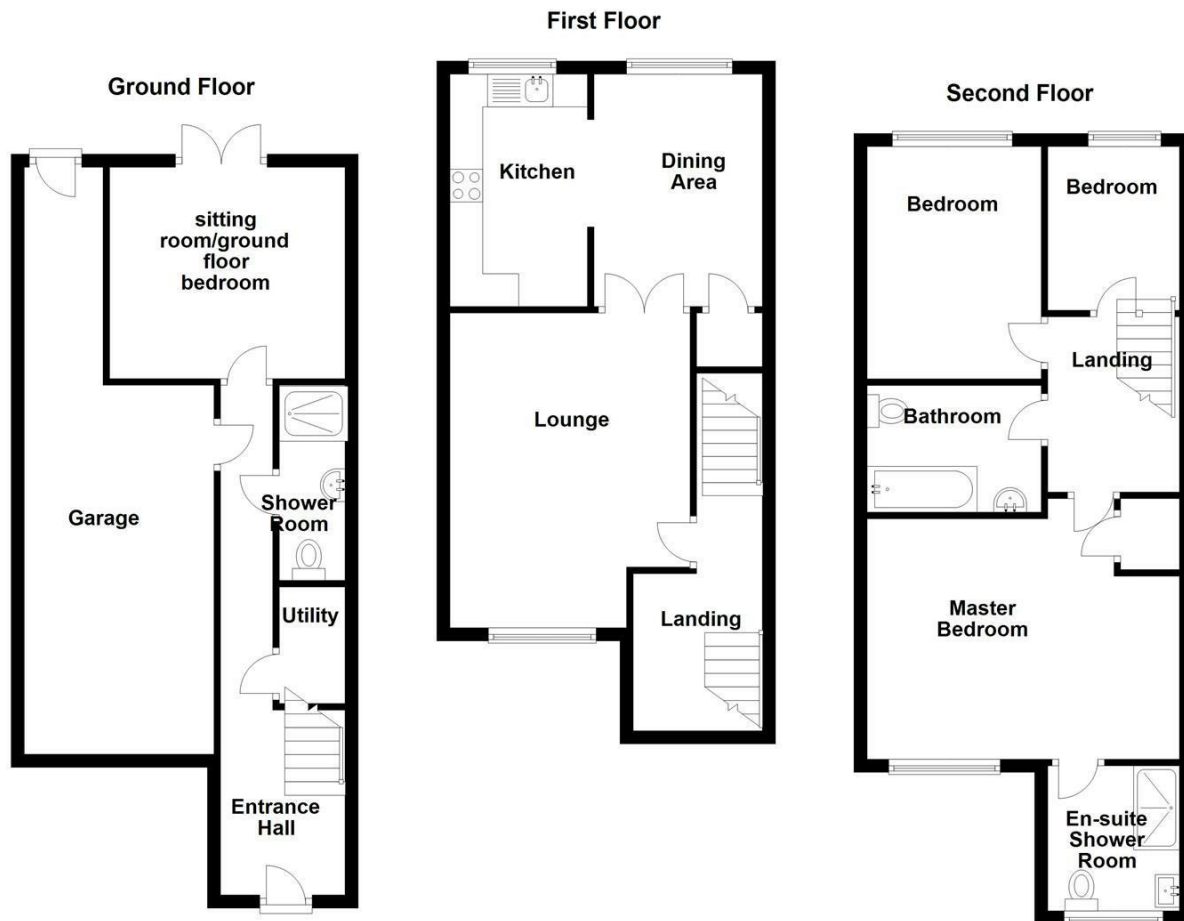 Ground Floor
sitting
room/ground
floor
bedroom
Garage
Shower
Room
Utility
Entrance
Hall
First Floor
Kitchen
Dining
Area
Lounge
Landing
Second Floor
Bedroom
Bedroom
Landing
Bathroom
Master
Bedroom
En-suite
Shower
Room